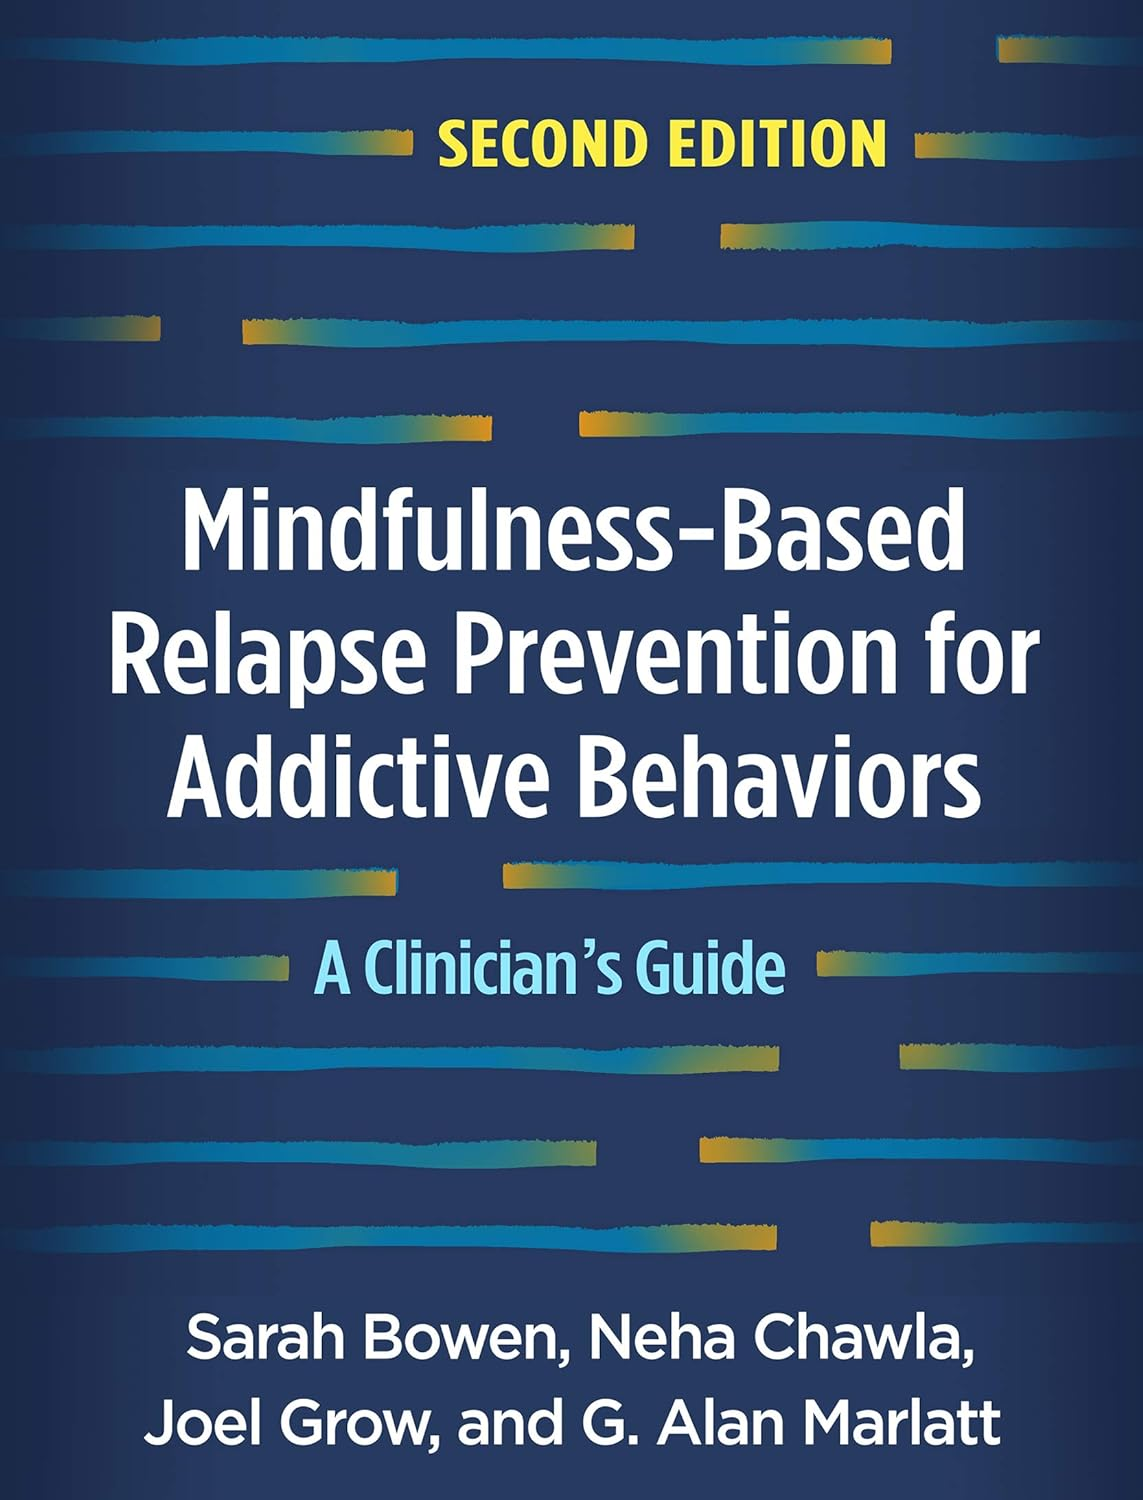 SECOND EDITION
Mindfulness-Based
Relapse Prevention for
Addictive Behaviors
A Clinician’s Guide
Sarah Bowen, Neha Chawla,
Joel Grow, and G. Alan Marlatt